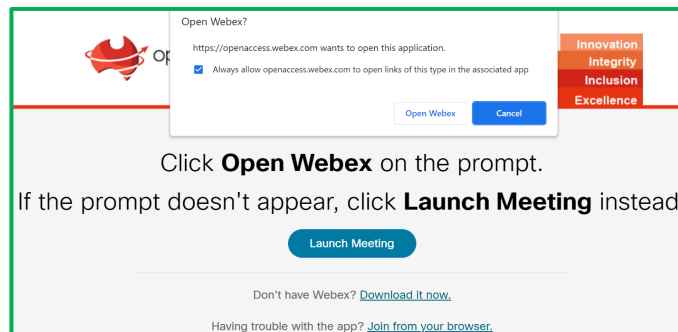 Open Webex?
https://openaccess.webex.com wants to open this application.
Always allow openaccess.webex.com to open links of this type in the associated app
Open Webex
Cancel
op
Innovation
Integrity
Inclusion
Excellence
Click Open Webex on the prompt.
If the prompt doesn't appear, click Launch Meeting instead
Launch Meeting
Don't have Webex? Download it now.
Having trouble with the app? Join from your browser.